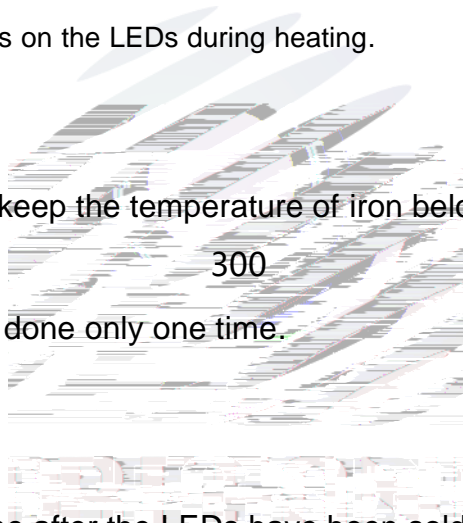 s on the LEDs during heating.
keep the temperature of iron belo
300
done only one time.
after the LEDs have been sol